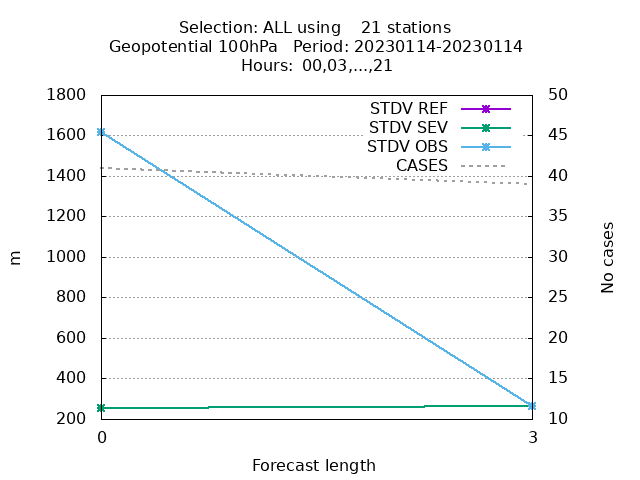 Selection: ALL using    21 stations
Geopotential 100hPa   Period: 20230114-20230114
Hours:  00,03,...,21
1800
1600
1400
1200
1000
800
600
400
200
m
STDV REF
STDV SEV
STDV OBS
CASES
50
45
40
35
30
25
20
15
10
No cases
0
3
Forecast length